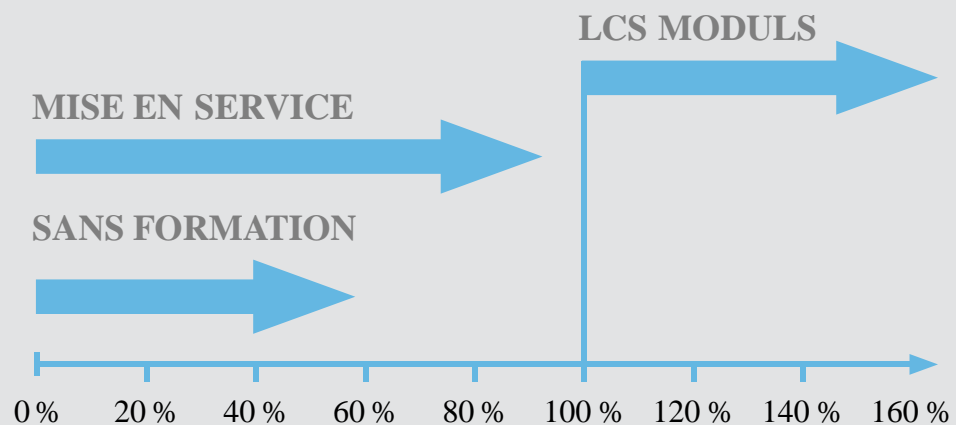 LCS MODULS
MISE EN SERVICE
SANS FORMATION
0 % 20 % 40 % 60 % 80 % 100 % 120 % 140 % 160 %